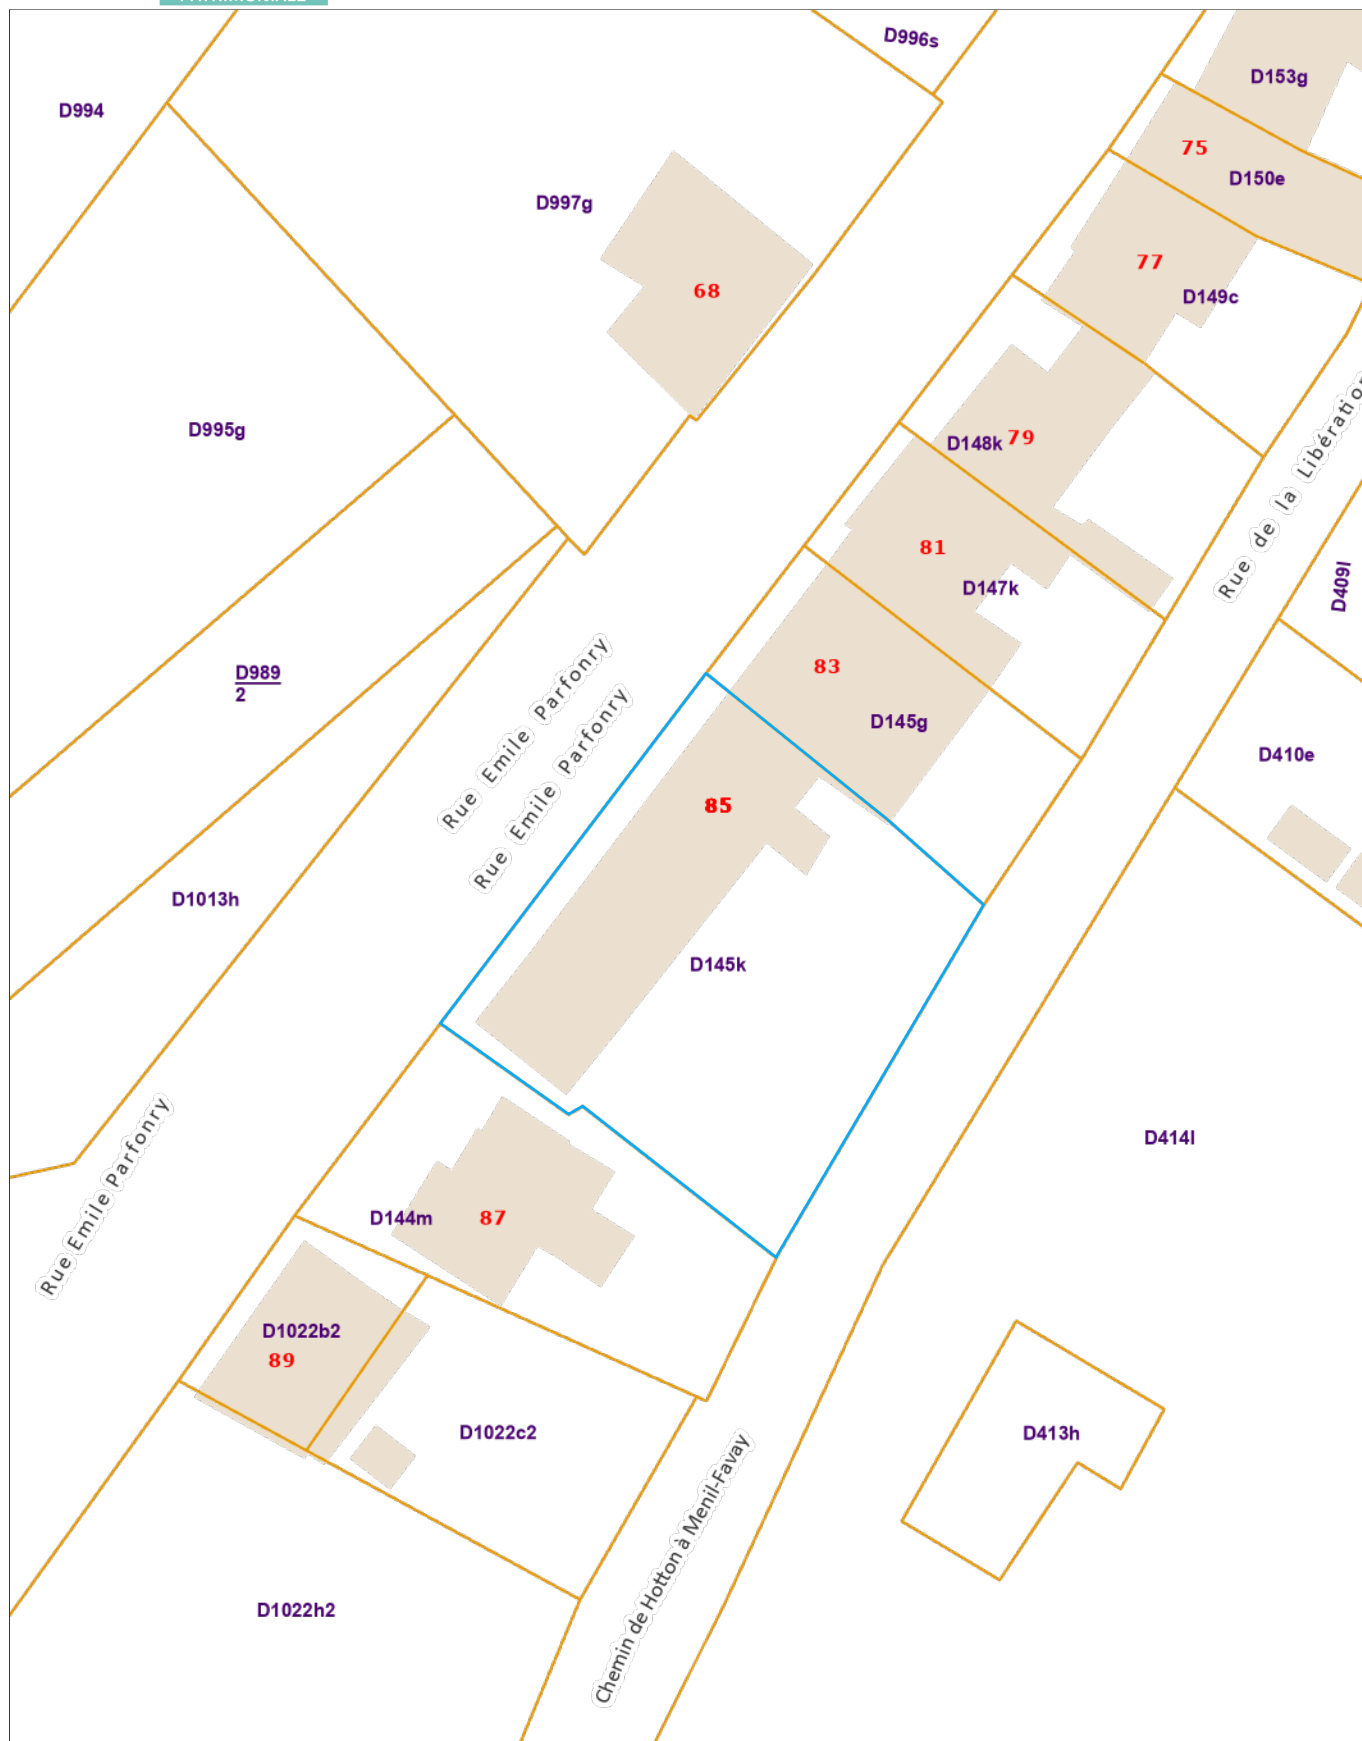 D996s
D153g
D994
75
D150e
D997g
77
68
D149c
D995g
D148k 79
Rue de la Libération
81
D147k
D409l
D989
2
83
Rue Emile Parfonry
D145g
Rue Emile Parfonry
D410e
85
D1013h
D145k
D414l
Rue Emile Parfonry
D144m 87
D1022b2
89
D1022c2
D413h
Chemin de Hotton à Menil-Favay
D1022h2